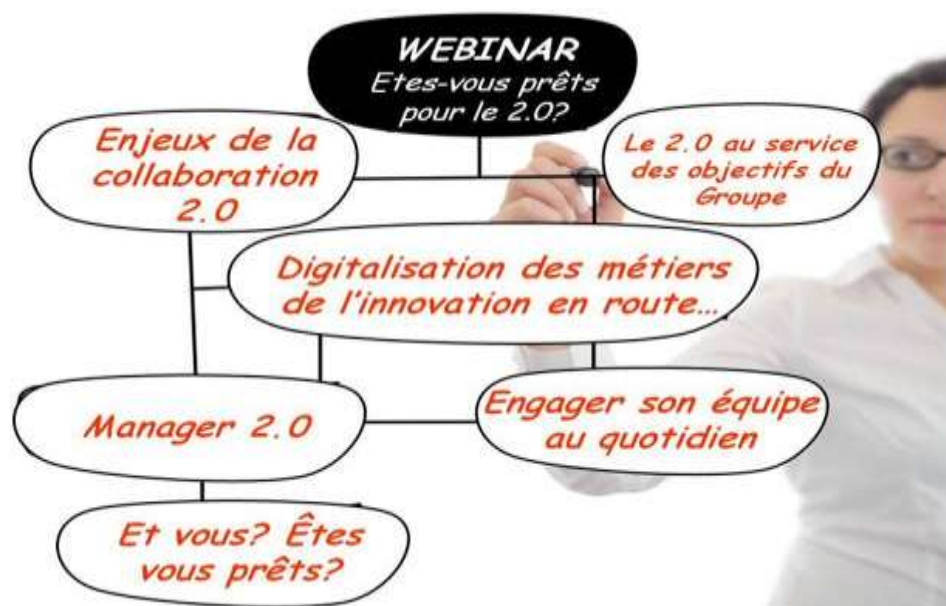 WEBINAR
Etes-vous prêts
pour le 2.0?
Enjeux de la
collaboration
2.0
Le 2.0 au service
des objectifs du
Groupe
Digitalisation des métiers
de l'innovation en route...
Manager 2.0
Engager son équipe
au quotidien
Et vous? Êtes
vous prêts?